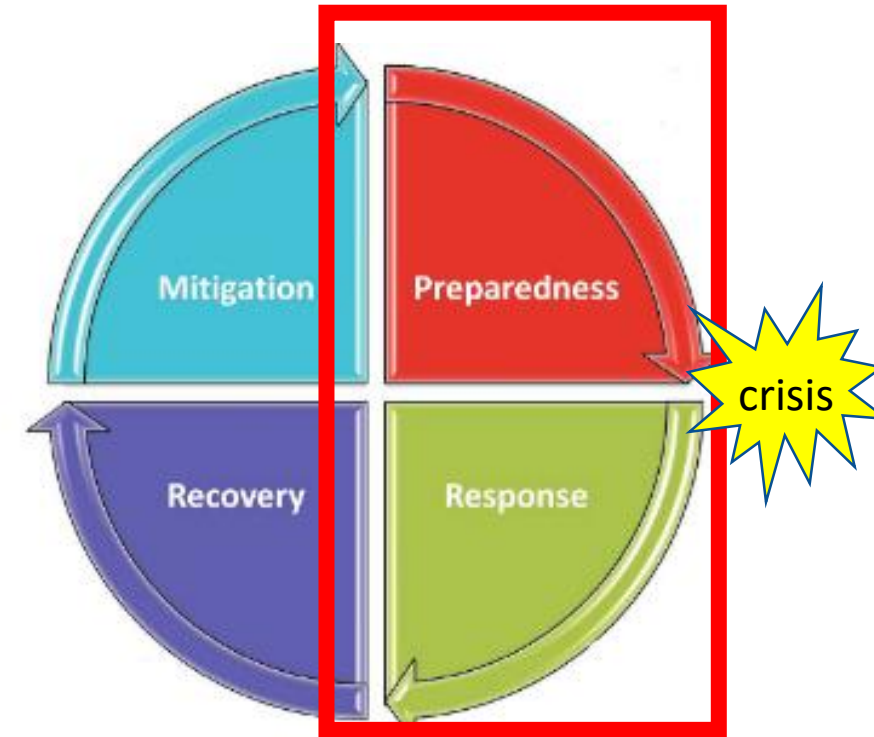 Mitigation
Preparedness
crisis
Recovery
Response